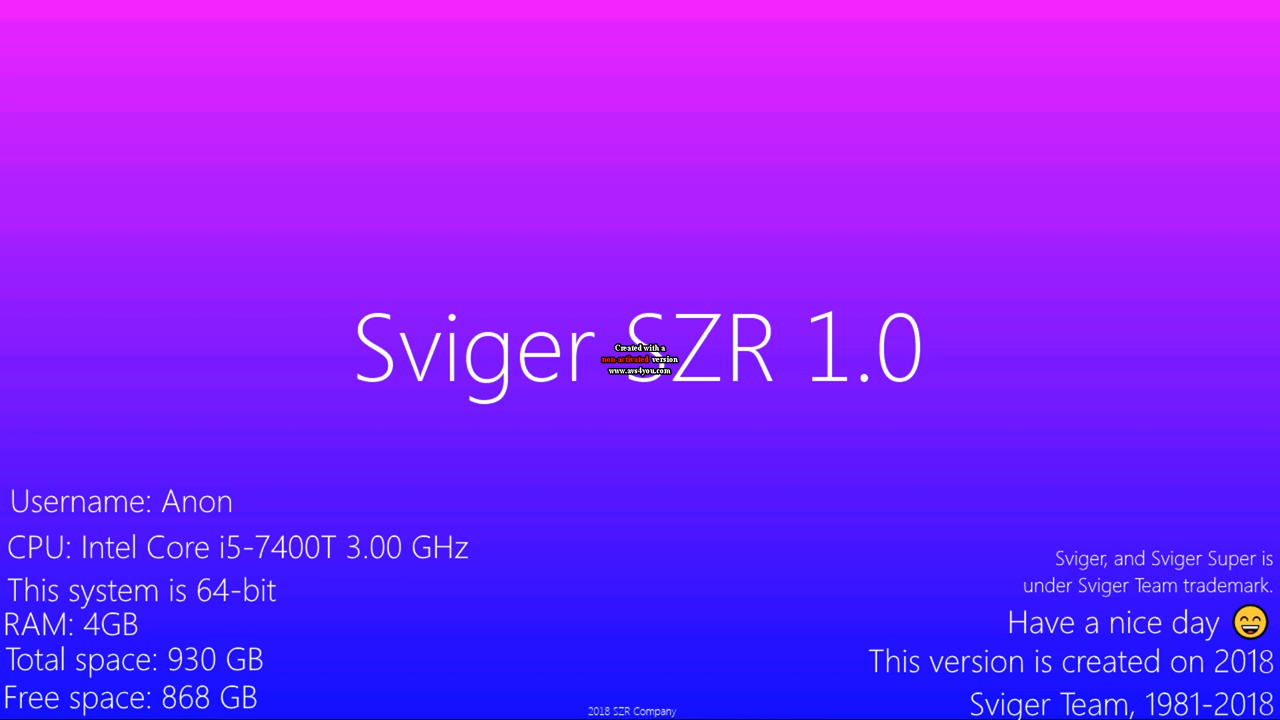 Sviger SZR 1.0
Created with a
non-activated version
www.avs4you.com
Username: Anon
CPU: Intel Core i5-7400T 3.00 GHz
This system is 64-bit
RAM: 4GB
Total space: 930 GB
Free space: 868 GB
Sviger, and Sviger Super is
under Sviger Team trademark.
Have a nice day 😄
This version is created on 2018
Sviger Team, 1981-2018
2018 SZR Company